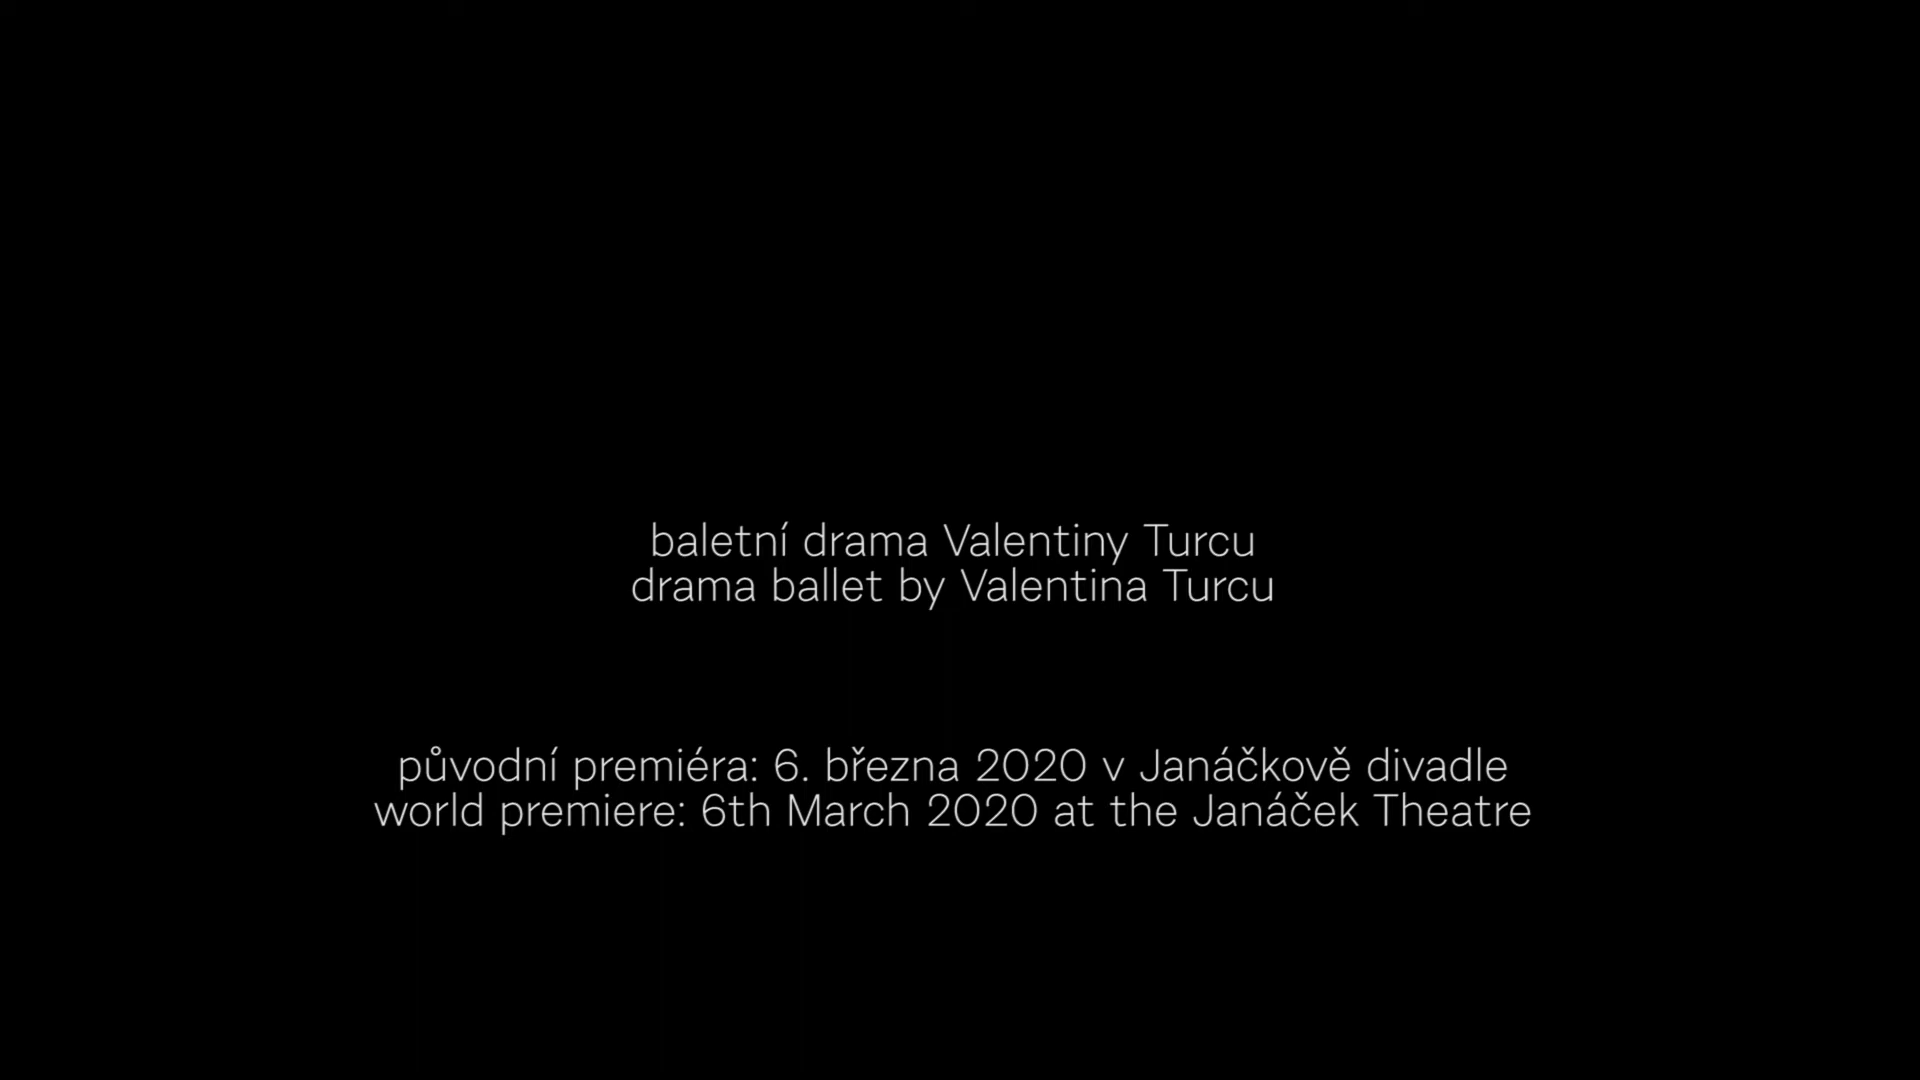 baletní drama Valentiny Turcu
drama ballet by Valentina Turcu
původní premiéra: 6. března 2020 v Janáčkově divadle
world premiere: 6th March 2020 at the Janáček Theatre